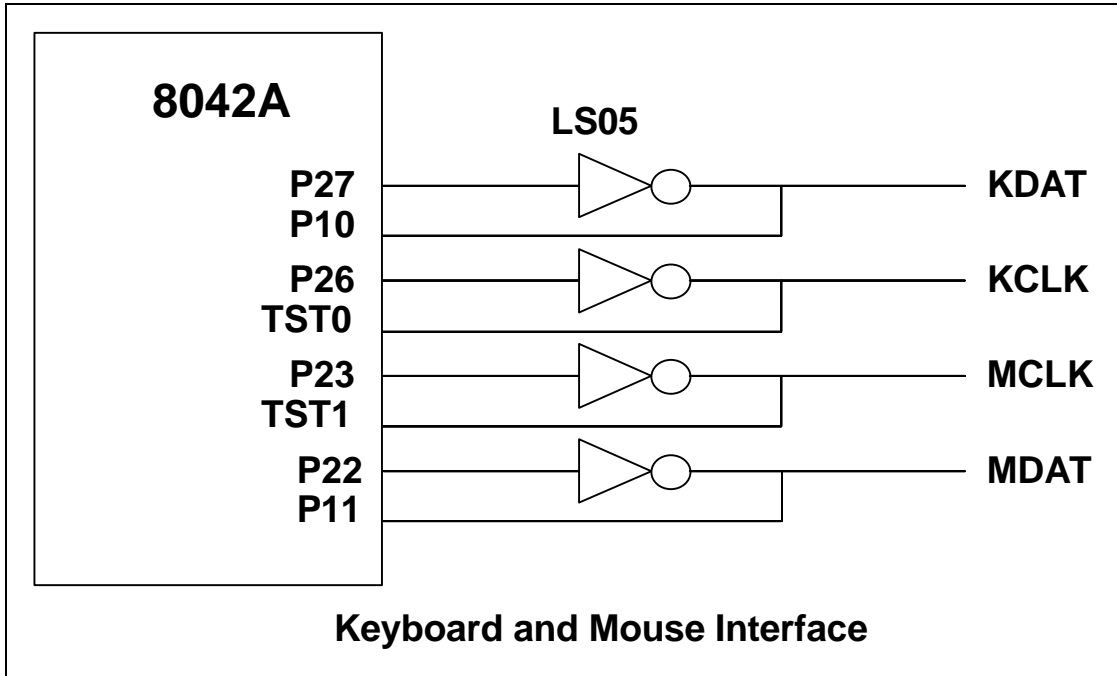 8042A
LS05
P27
KDAT
P10
P26
KCLK
TST0
P23
MCLK
TST1
P22
MDAT
P11
Keyboard and Mouse Interface